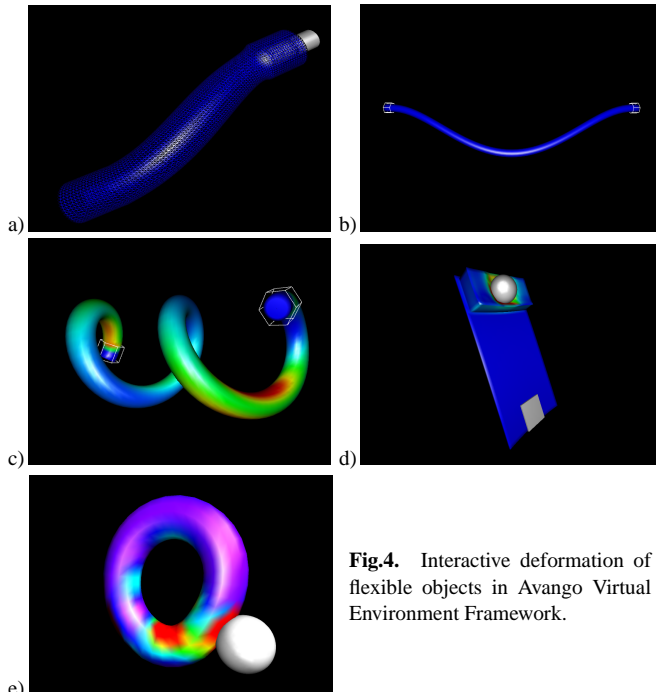 a)
b)
c)
d)
e)
Fig.4. Interactive deformation of
flexible objects in Avango Virtual
Environment Framework.